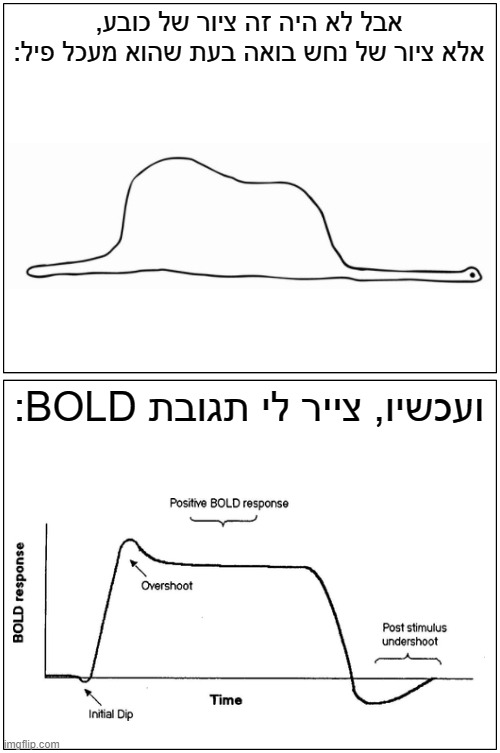 אבל לא היה זה ציור של כובע,
אלא ציור של נחש בואה בעת שהוא מעכל פיל:
ועכשיו, צייר לי תגובת BOLD:
Positive BOLD response
BOLD response
Overshoot
Post stimulus
undershoot
Time
Initial Dip
imgflip.com